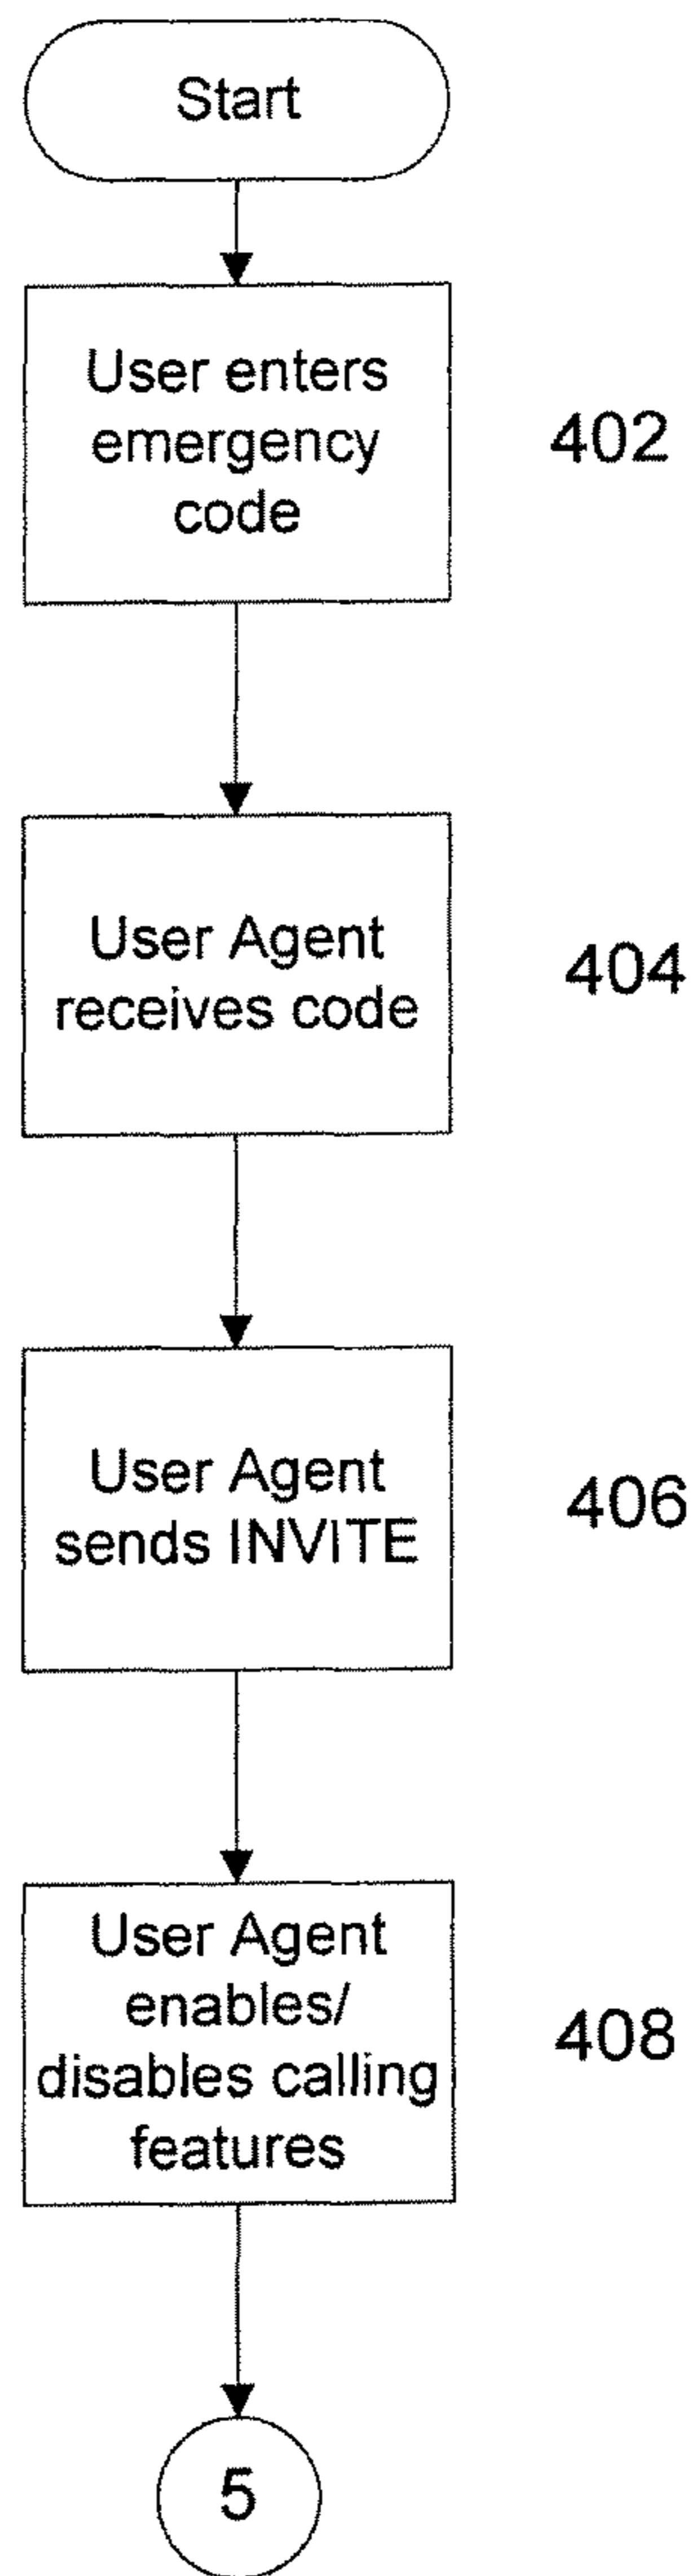 Start
User enters
emergency
code
402
User Agent
receives code
404
User Agent
sends INVITE
406
User Agent
enables/
disables calling
features
408
5